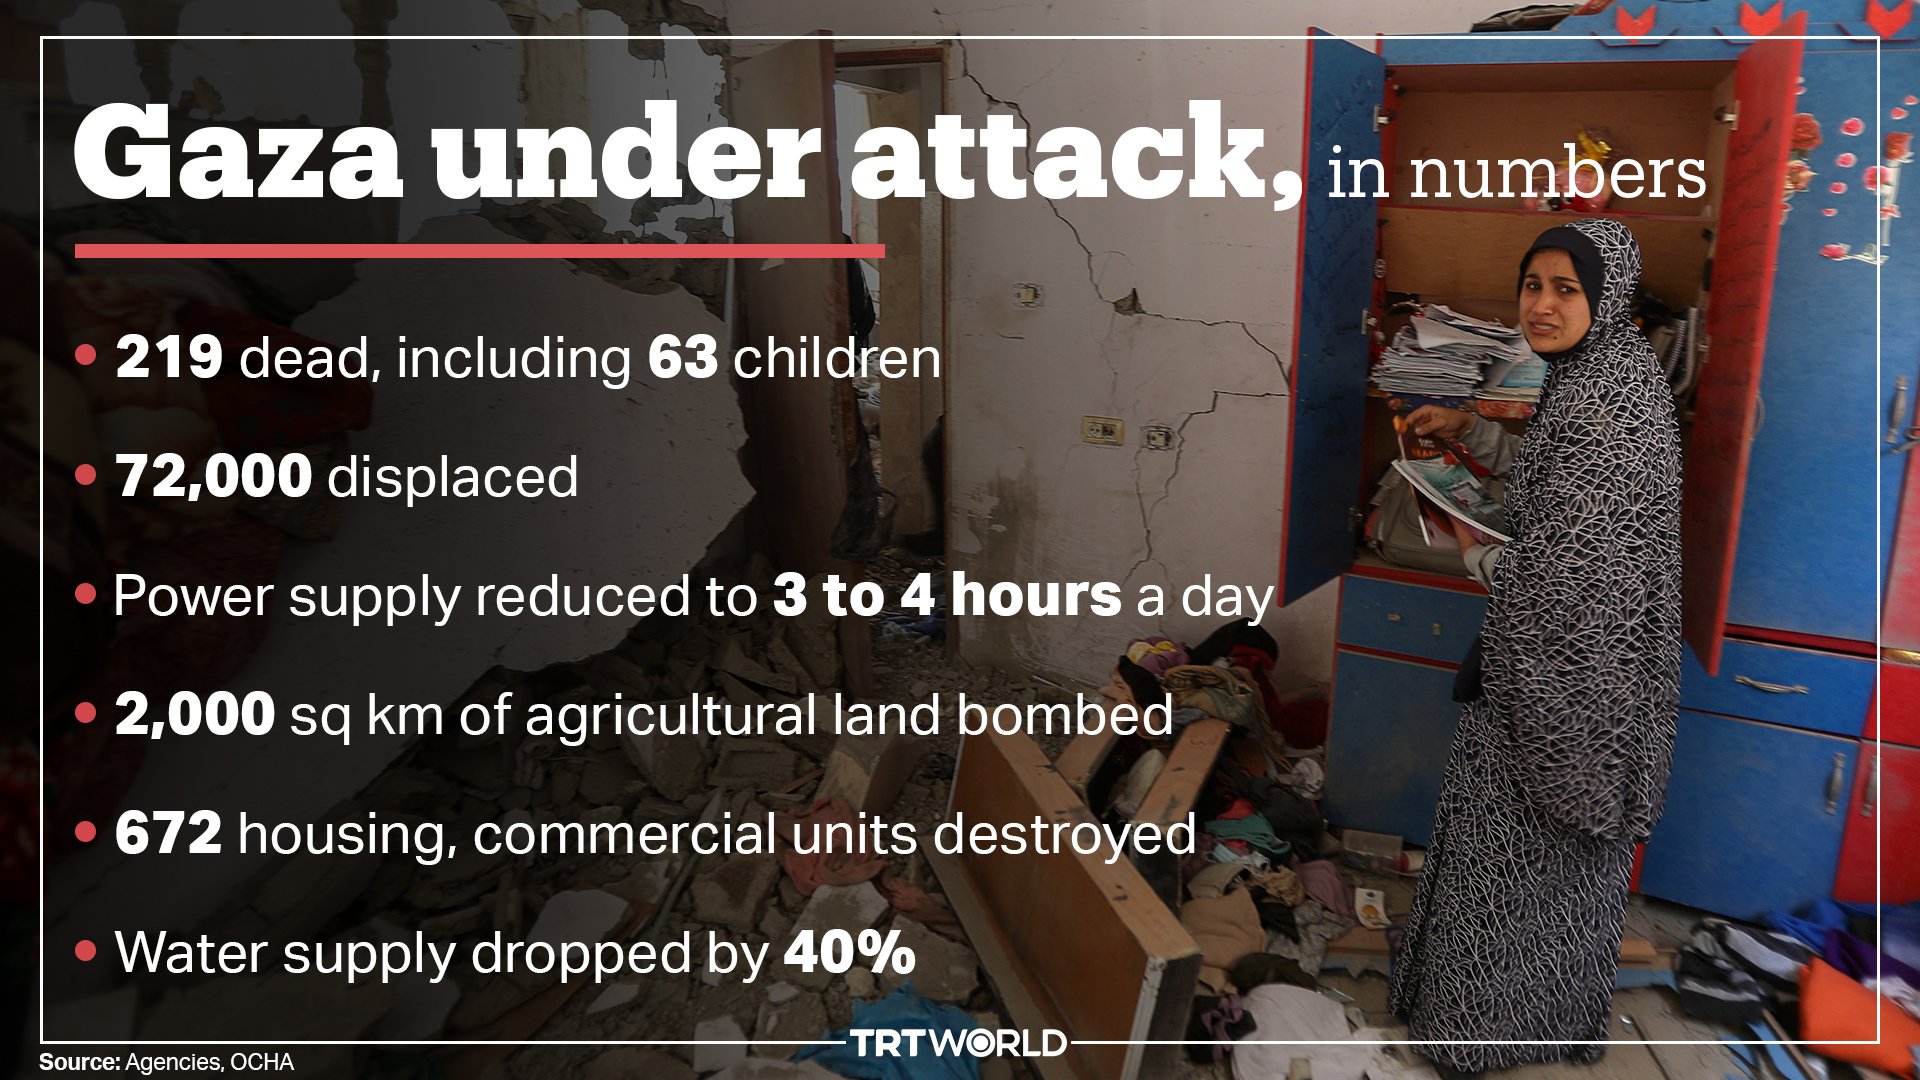 Gaza under attack, in numbers
• 219 dead, including 63 children
• 72,000 displaced
• Power supply reduced to 3 to 4 hours a day
• 2,000 sq km of agricultural land bombed
• 672 housing, commercial units destroyed
• Water supply dropped by 40%
TRT WORLD
Source: Agencies, OCHA